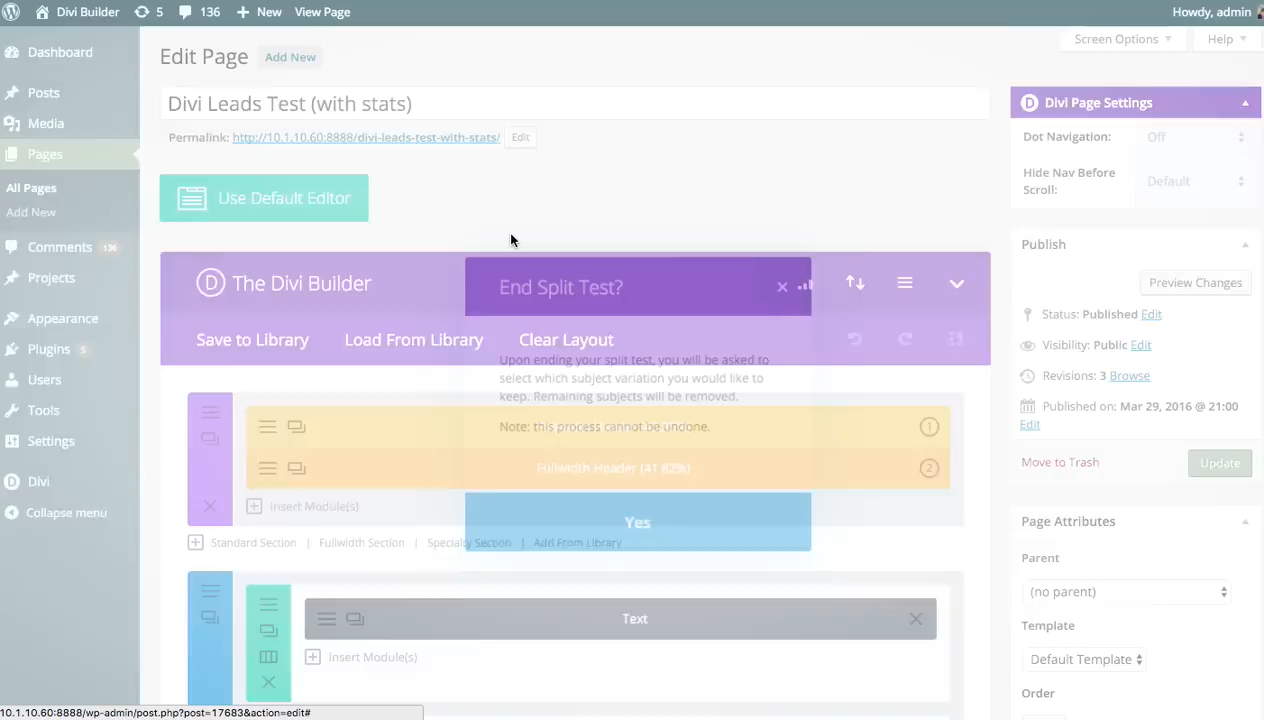 Divi Builder
5
136
New
View Page
Howdy, admin
Dashboard
Posts
Media
Pages
All Pages
Add New
Comments 136
Projects
Appearance
Plugins 5
Users
Tools
Settings
Divi
Collapse menu
Edit Page
Add New
Screen Options
Help
Divi Leads Test (with stats)
Permalink: http://10.1.10.60:8888/divi-leads-test-with-stats/
Edit
Use Default Editor
The Divi Builder
Save to Library
Load From Library
Clear Layout
End Split Test?
Upon ending your split test, you will be asked to
select which subject variation you would like to
keep. Remaining subjects will be removed.
Note: this process cannot be undone.
Yes
1
Fullwidth Header (41.82%)
2
Insert Module(s)
Standard Section | Fullwidth Section | Specialty Section | Add From Library
Text
Insert Module(s)
Divi Page Settings
Dot Navigation:
Off
Hide Nav Before
Scroll:
Default
Publish
Preview Changes
Status: Published Edit
Visibility: Public Edit
Revisions: 3 Browse
Published on: Mar 29, 2016 @ 21:00
Edit
Move to Trash
Update
Page Attributes
Parent
(no parent)
Template
Default Template
Order
10.1.10.60:8888/wp-admin/post.php?post=17683&action=edit#